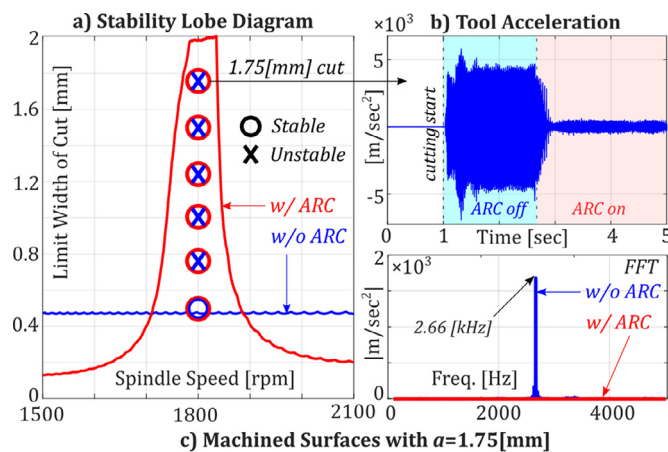 a) Stability Lobe Diagram
2
1.6
1.2
0.8
0.4
0
Limit Width of Cut [mm]
1.75[mm] cut
Stable
Unstable
w/ ARC
w/o ARC
Spindle Speed [rpm]
1500
1800
2100
b) Tool Acceleration
×10³
5
0
-5
[m/sec²]
cutting start
ARC off
ARC on
0
1
2
3
4
5
Time [sec]
×10³
2
1
0
|m/sec²|
FFT
w/o ARC
w/ ARC
2.66 [kHz]
Freq. [Hz]
2000
4000
c) Machined Surfaces with a=1.75[mm]